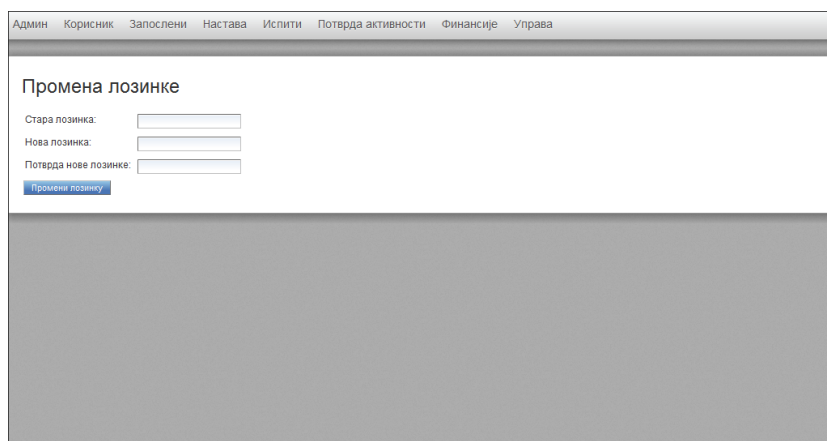 Админ Корисник Запослени Настава Испити Потврда активности Финансије Управа
Промена лозинке
Стара лозинка:
Нова лозинка:
Потврда нове лозинке:
Промени лозинку